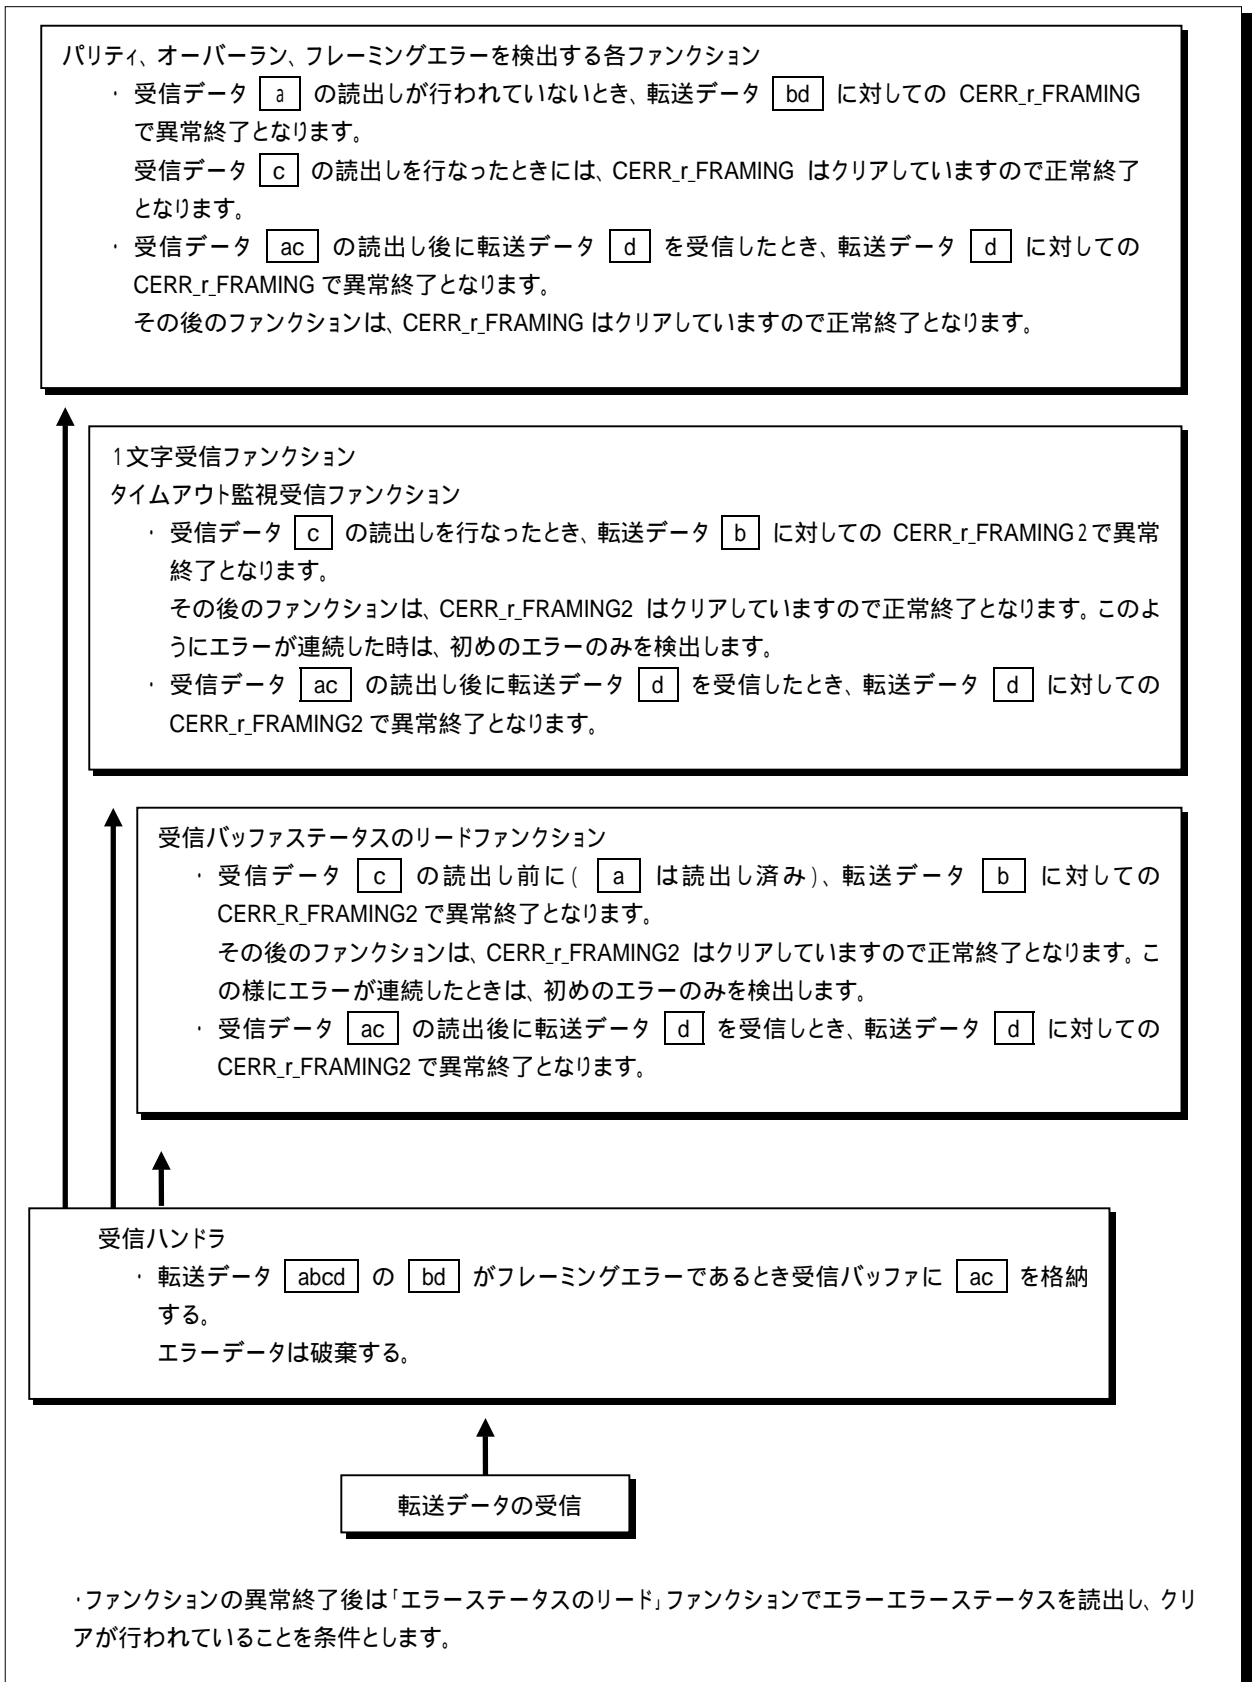 パリティ、オーバーラン、フレーミングエラーを検出する各ファンクション
・ 受信データ a の読出しが行われていないとき、転送データ bd に対しての CERR_r_FRAMING
で異常終了となります。
受信データ c の読出しを行なったときには、CERR_r_FRAMING はクリアしていますので正常終了
となります。
・ 受信データ ac の読出し後に転送データ d を受信したとき、転送データ d に対しての
CERR_r_FRAMING で異常終了となります。
その後のファンクションは、CERR_r_FRAMING はクリアしていますので正常終了となります。
1文字受信ファンクション
タイムアウト監視受信ファンクション
・ 受信データ c の読出しを行なったとき、転送データ b に対しての CERR_r_FRAMING2で異常
終了となります。
その後のファンクションは、CERR_r_FRAMING2 はクリアしていますので正常終了となります。このよ
うにエラーが連続した時は、初めのエラーのみを検出します。
・ 受信データ ac の読出し後に転送データ d を受信したとき、転送データ d に対しての
CERR_r_FRAMING2 で異常終了となります。
受信バッファステータスのリードファンクション
・ 受信データ c の読出し前に( a は読出し済み)、転送データ b に対しての
CERR_R_FRAMING2 で異常終了となります。
その後のファンクションは、CERR_r_FRAMING2 はクリアしていますので正常終了となります。こ
の様にエラーが連続したときは、初めのエラーのみを検出します。
・ 受信データ ac の読出後に転送データ d を受信しとき、転送データ d に対しての
CERR_r_FRAMING2 で異常終了となります。
受信ハンドラ
・ 転送データ abcd の bd がフレーミングエラーであるとき受信バッファに ac を格納
する。
エラーデータは破棄する。
転送データの受信
・ファンクションの異常終了後は「エラーステータスのリード」ファンクションでエラーエラーステータスを読出し、クリ
アが行われていることを条件とします。